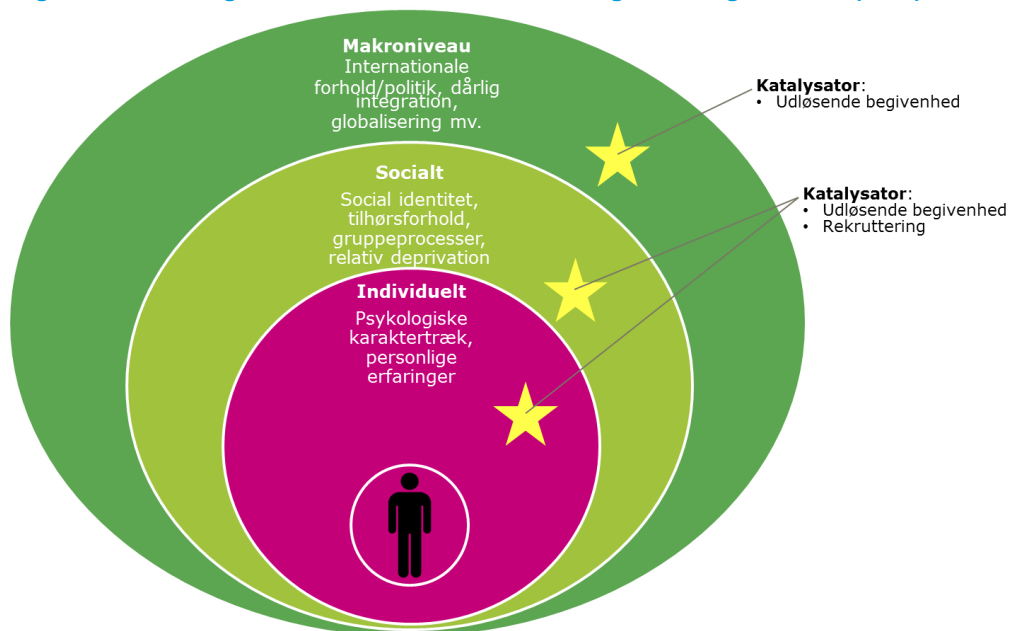 Makroniveau
Internationale
forhold/politik, dårlig
integration,
globalisering mv.
Katalysator:
• Udløsende begivenhed
Socialt
Social identitet,
tilhørsforhold,
gruppeprocesser,
relativ deprivation
Katalysator:
• Udløsende begivenhed
• Rekruttering
Individuelt
Psykologiske
karaktertræk,
personlige
erfaringer